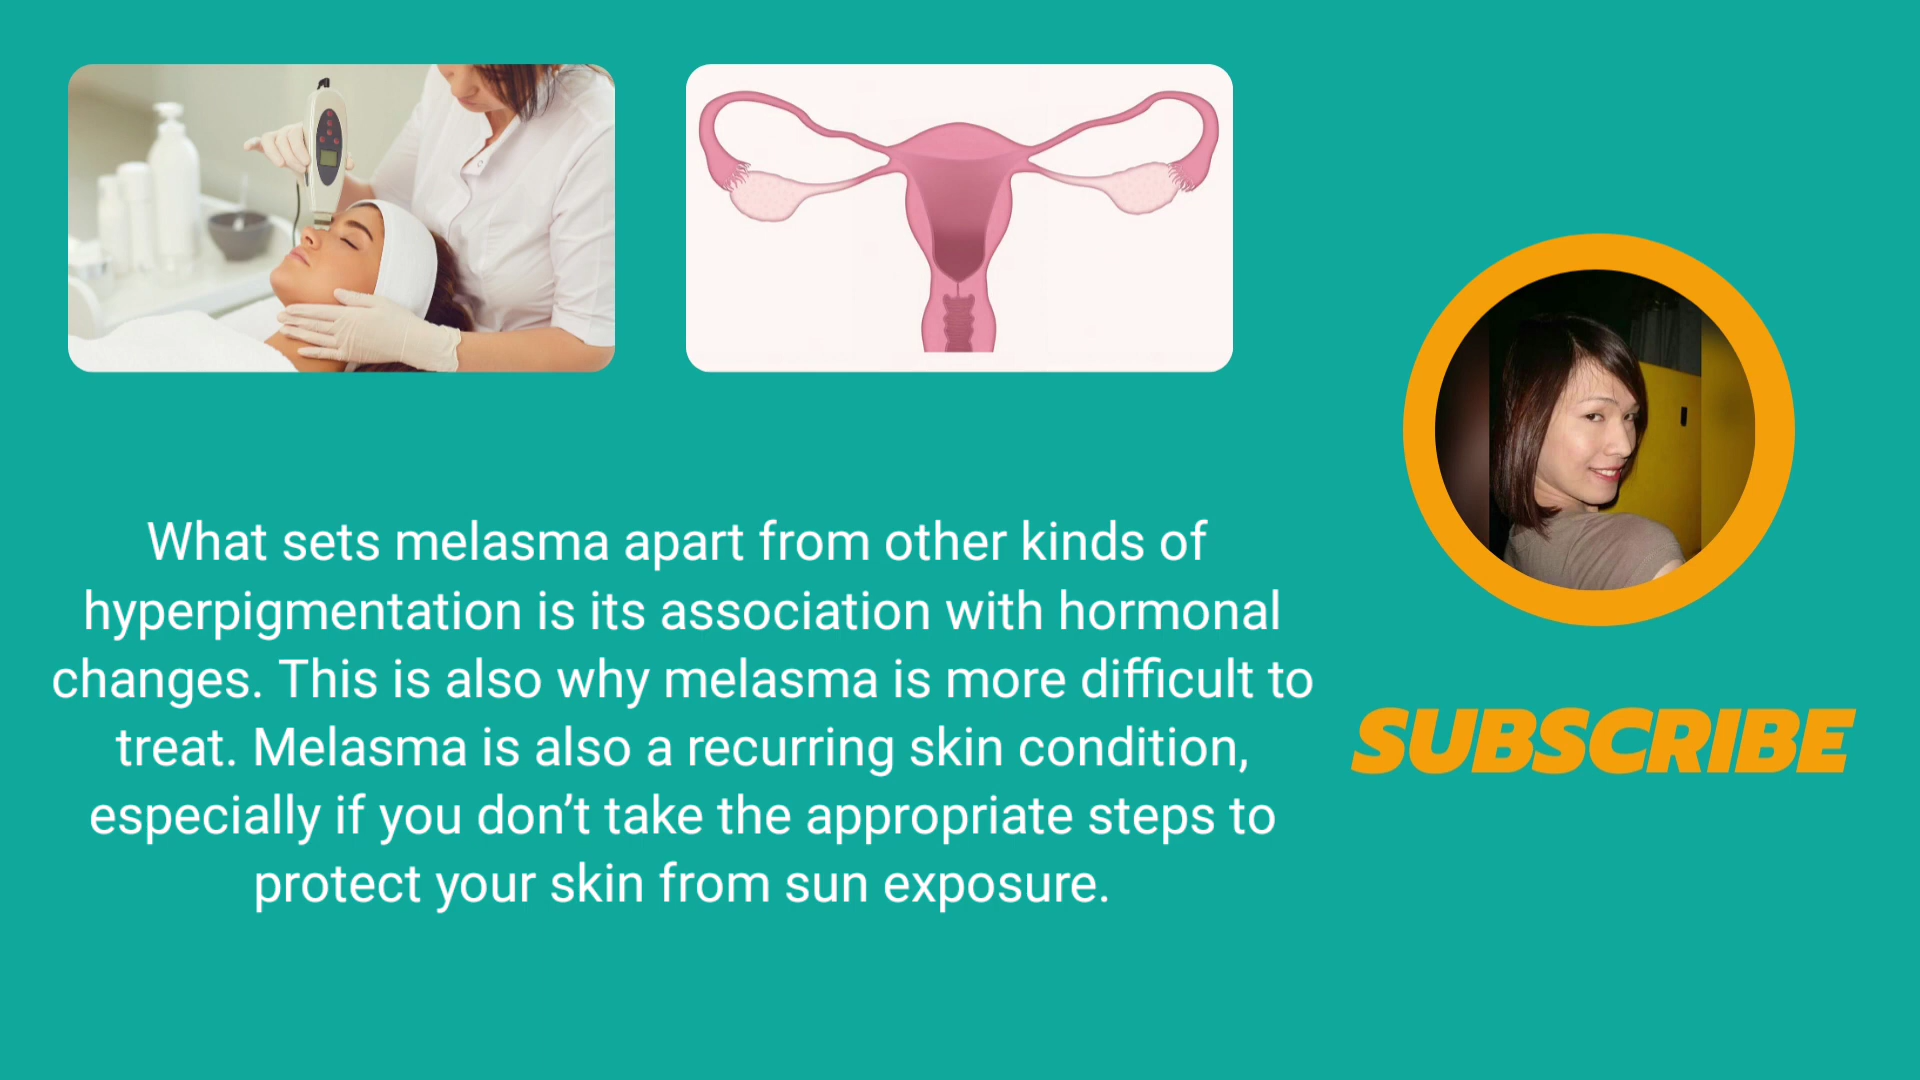 What sets melasma apart from other kinds of
hyperpigmentation is its association with hormonal
changes. This is also why melasma is more difficult to
treat. Melasma is also a recurring skin condition,
especially if you don’t take the appropriate steps to
protect your skin from sun exposure.
SUBSCRIBE